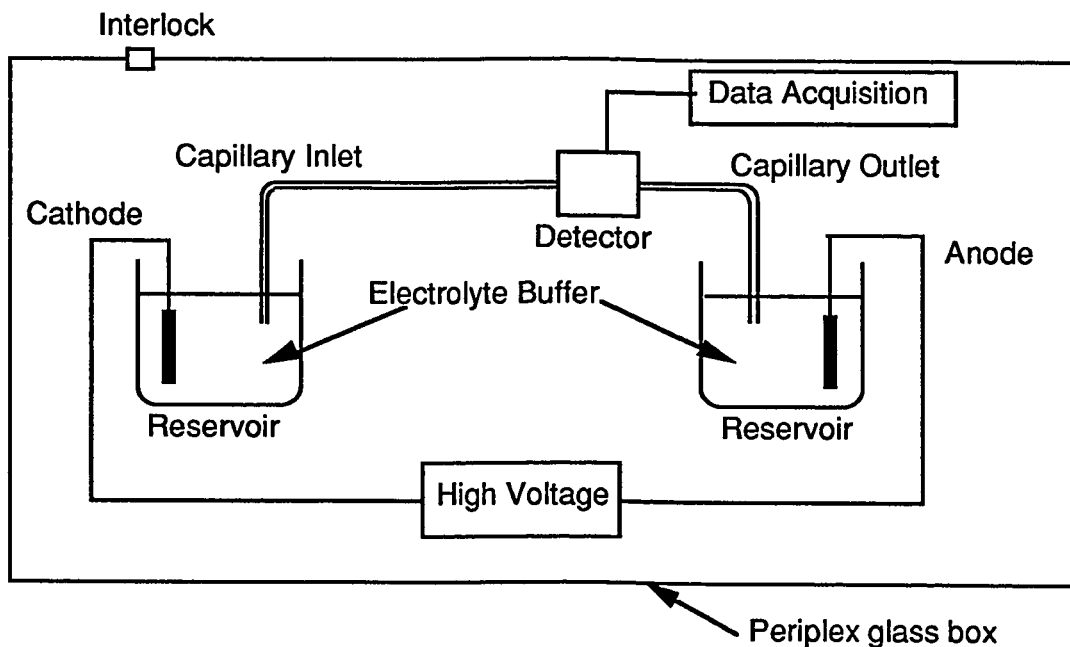 Interlock
Data Acquisition
Capillary Inlet
Capillary Outlet
Cathode
Detector
Anode
Electrolyte Buffer
Reservoir
Reservoir
High Voltage
Periplex glass box